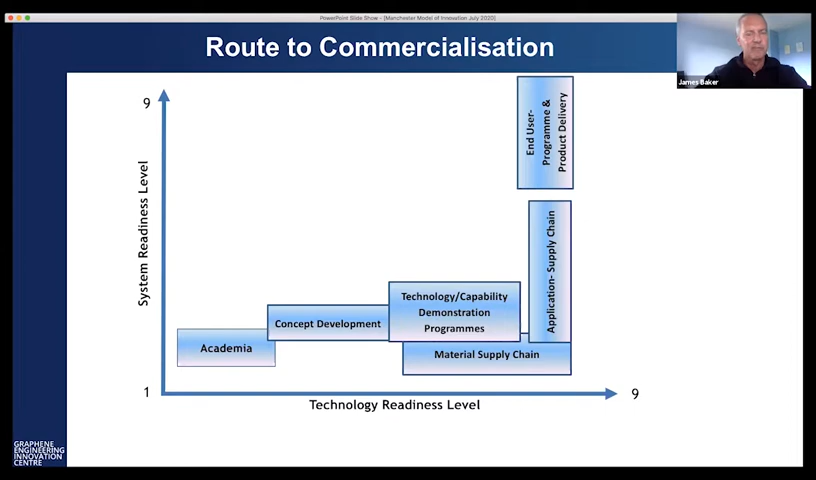 PowerPoint Slide Show - [Manchester Model of Innovation July 2020]
Route to Commercialisation
James Baker
9
System Readiness Level
End User-
Programme &
Product Delivery
Application- Supply Chain
Technology/Capability
Demonstration
Programmes
Concept Development
Academia
Material Supply Chain
1
9
Technology Readiness Level
GRAPHENE
ENGINEERING
INNOVATION
CENTRE